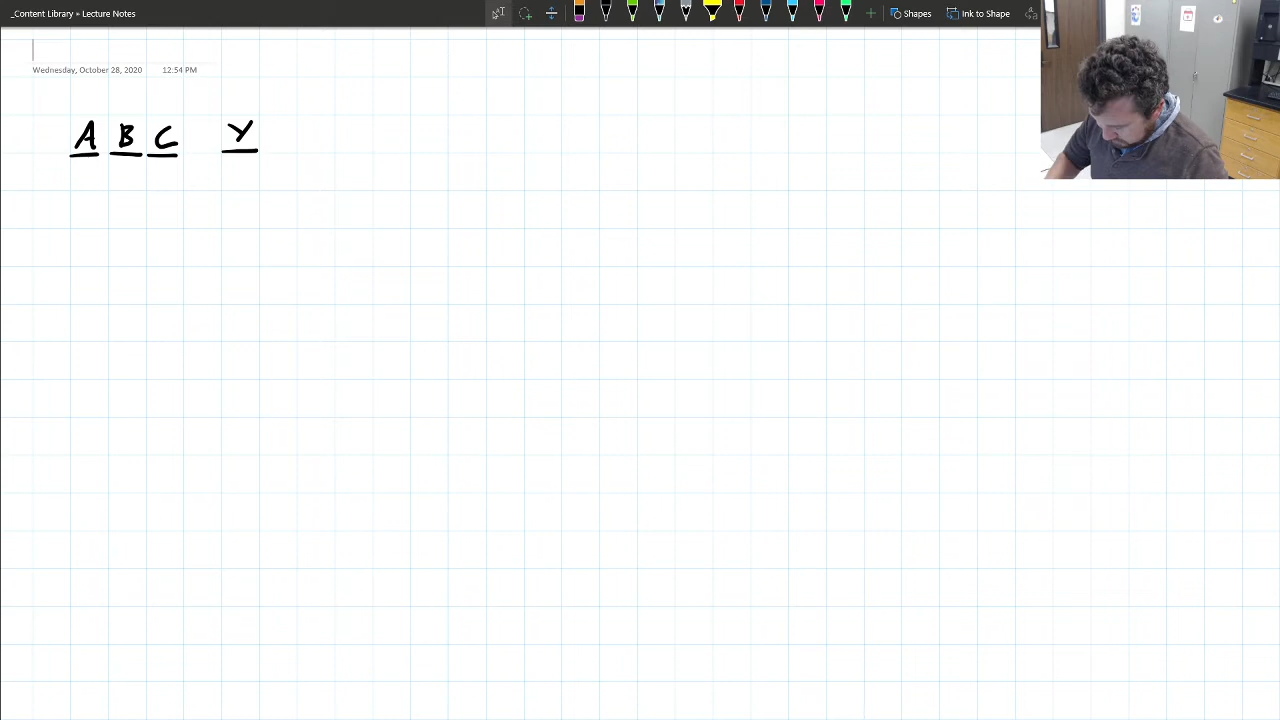 _Content Library » Lecture Notes
Shapes
Ink to Shape
Wednesday, October 28, 2020 12:54 PM
A B C Y